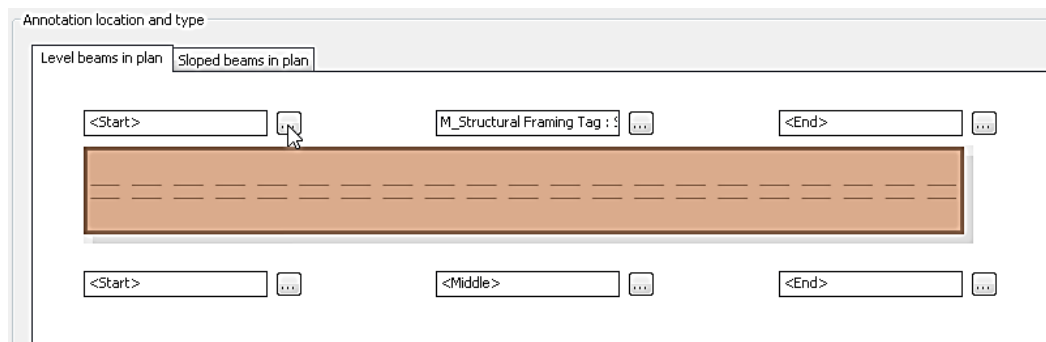 Annotation location and type
Level beams in plan Sloped beams in plan
<Start> ... M_Structural Framing Tag : ... <End> ...
<Start> ... <Middle> ... <End> ...